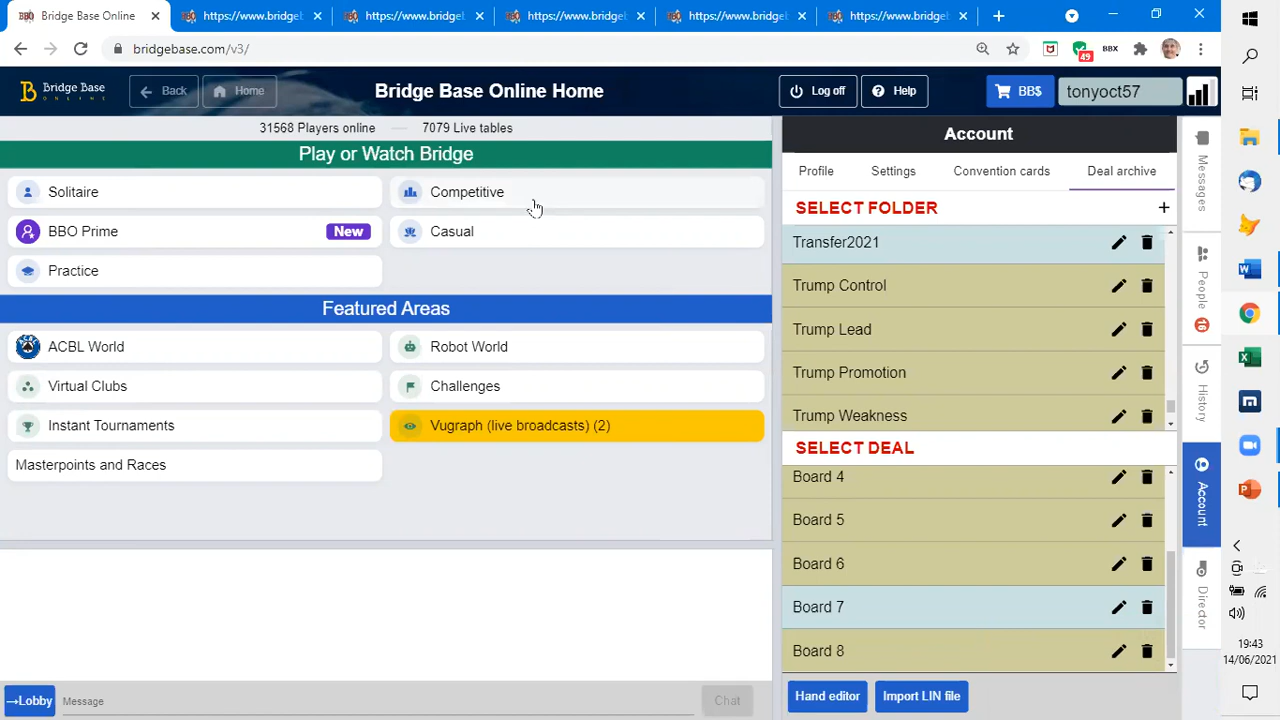 Bridge Base Online
https://www.bridgeb
https://www.bridgeb
https://www.bridgeb
https://www.bridgeb
https://www.bridgeb
bridgebase.com/v3/
49
BBX
Bridge Base
ONLINE
Back
Home
Bridge Base Online Home
Log off
Help
BB$
tonyoct57
31568 Players online
7079 Live tables
Play or Watch Bridge
Solitaire
Competitive
BBO Prime
New
Casual
Practice
Featured Areas
ACBL World
Robot World
Virtual Clubs
Challenges
Instant Tournaments
Vugraph (live broadcasts) (2)
Masterpoints and Races
→Lobby
Message
Chat
Account
Profile
Settings
Convention cards
Deal archive
SELECT FOLDER
+
Transfer2021
Trump Control
Trump Lead
Trump Promotion
Trump Weakness
SELECT DEAL
Board 4
Board 5
Board 6
Board 7
Board 8
Hand editor
Import LIN file
Messages
People
16
History
Account
Director
19:43
14/06/2021